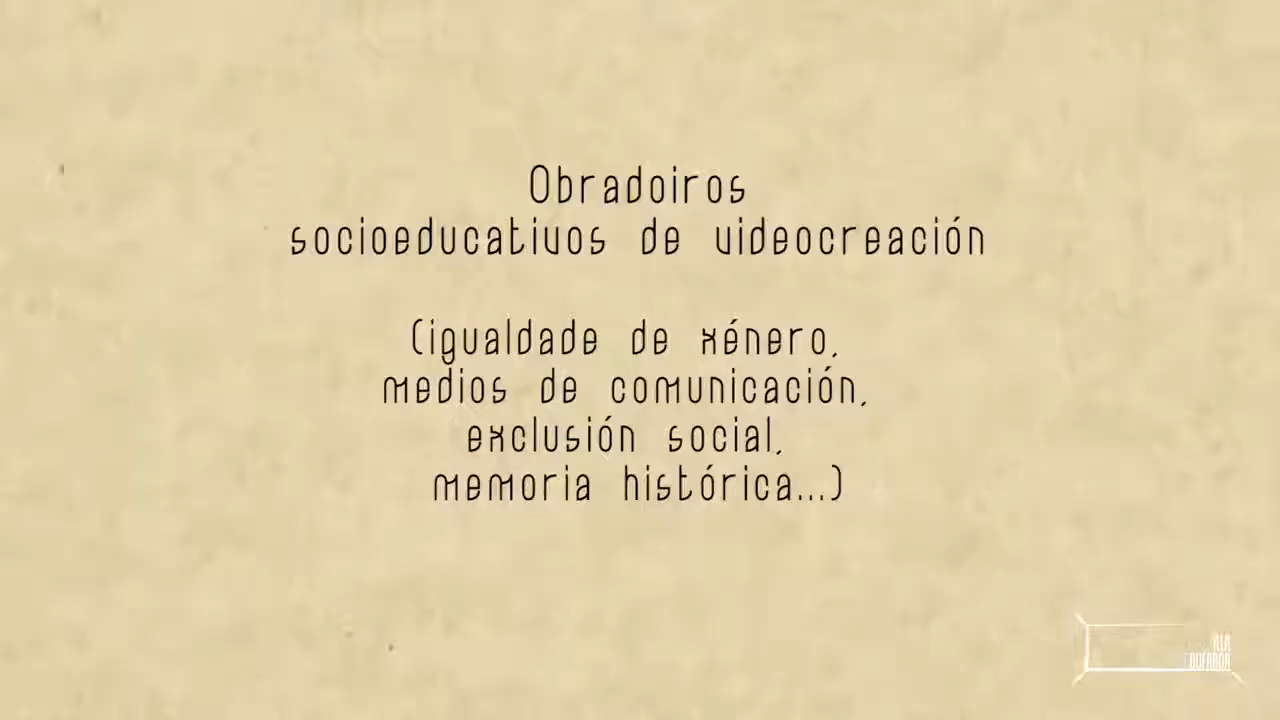 Obradoiros
socioeducativos de videocreación
(igualdade de xénero,
medios de comunicación,
exclusión social,
memoria histórica...)